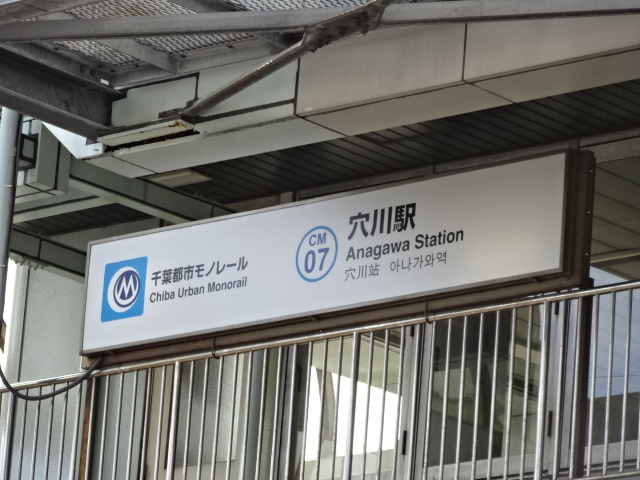 千葉都市モノレール
Chiba Urban Monorail
CM
07
穴川駅
Anagawa Station
穴川站 아나가와역